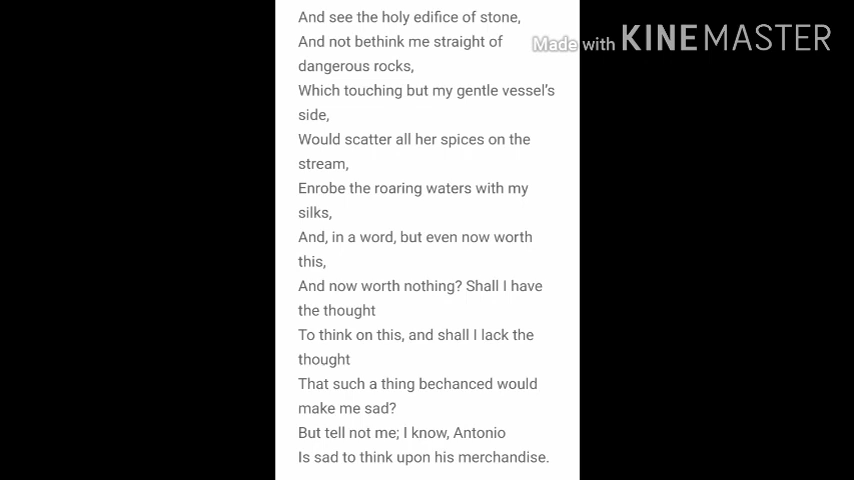 And see the holy edifice of stone,
And not bethink me straight of
dangerous rocks,
Which touching but my gentle vessel's
side,
Would scatter all her spices on the
stream,
Enrobe the roaring waters with my
silks,
And, in a word, but even now worth
this,
And now worth nothing? Shall I have
the thought
To think on this, and shall I lack the
thought
That such a thing bechanced would
make me sad?
But tell not me; I know, Antonio
Is sad to think upon his merchandise.
Made with KINEMASTER